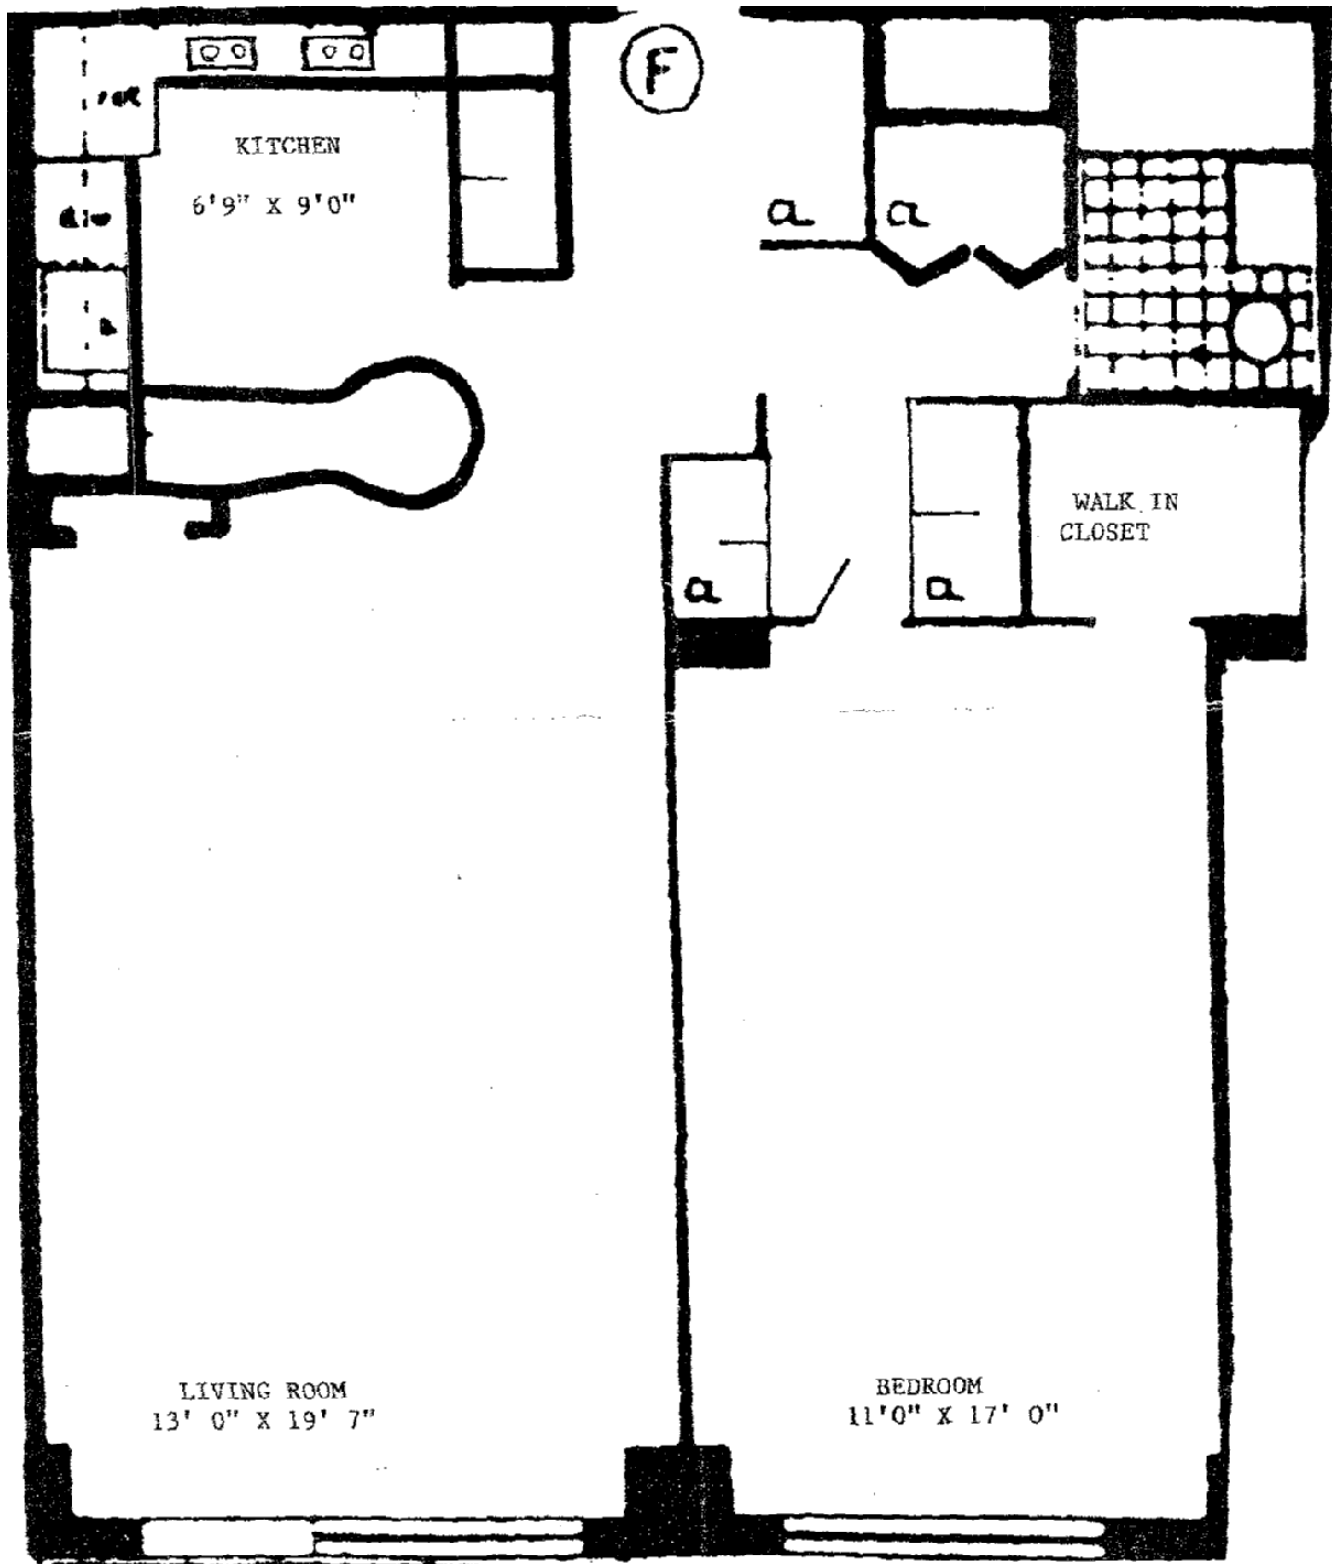 F
KITCHEN
6'9" X 9'0"
a
a
WALK IN
CLOSET
a
a
LIVING ROOM
13' 0" X 19' 7"
BEDROOM
11'0" X 17' 0"